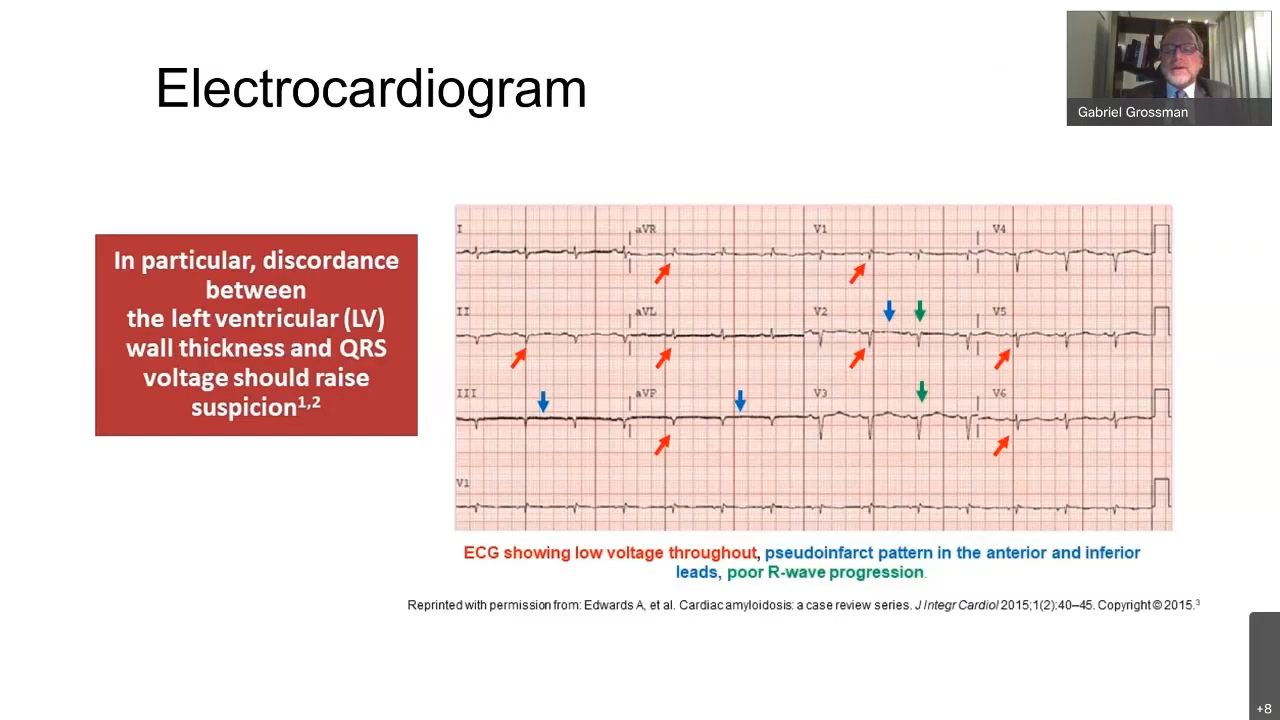 Electrocardiogram
Gabriel Grossman
In particular, discordance
between
the left ventricular (LV)
wall thickness and QRS
voltage should raise
suspicion1,2
I
aVR
V1
V4
II
aVL
V2
V5
III
aVF
V3
V6
V1
ECG showing low voltage throughout, pseudoinfarct pattern in the anterior and inferior
leads, poor R-wave progression.
Reprinted with permission from: Edwards A, et al. Cardiac amyloidosis: a case review series. J Integr Cardiol 2015;1(2):40–45. Copyright © 2015.3
+8